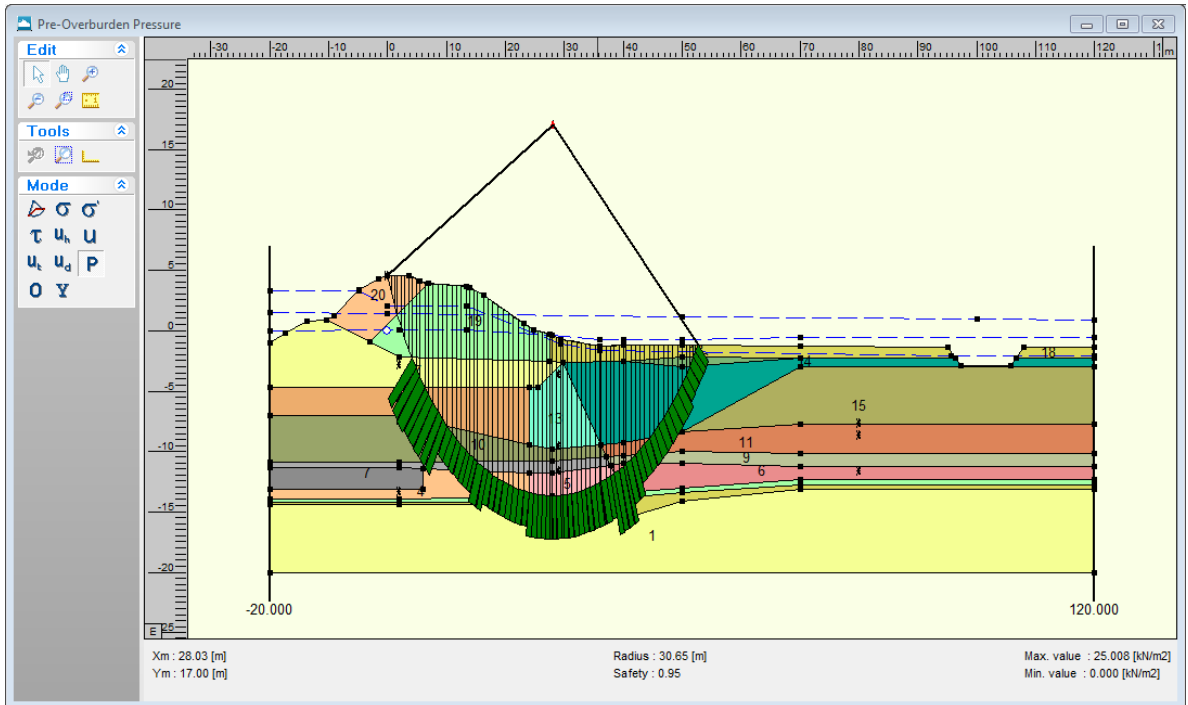 Pre-Overburden Pressure
Edit
Tools
Mode
σ σ'
τ uh u
ut ud P
O Y
-30 -20 -10 0 10 20 30 40 50 60 70 80 90 100 110 120 m
20
15
10
5
0
-5
-10
-15
-20
25
E
20
19
18
15
13
11
10
9
7
6
5
4
1
-20.000
120.000
Xm : 28.03 [m]
Radius : 30.65 [m]
Max. value : 25.008 [kN/m2]
Ym : 17.00 [m]
Safety : 0.95
Min. value : 0.000 [kN/m2]